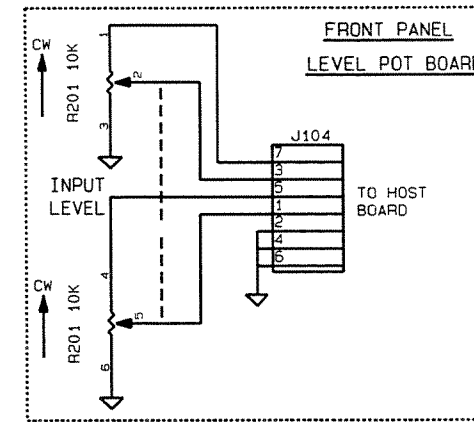 FRONT PANEL
LEVEL POT BOARD
CW
R201 10K
1
2
3
J104
7
3
5
1
2
4
6
TO HOST
BOARD
INPUT
LEVEL
CW
R201 10K
4
5
6